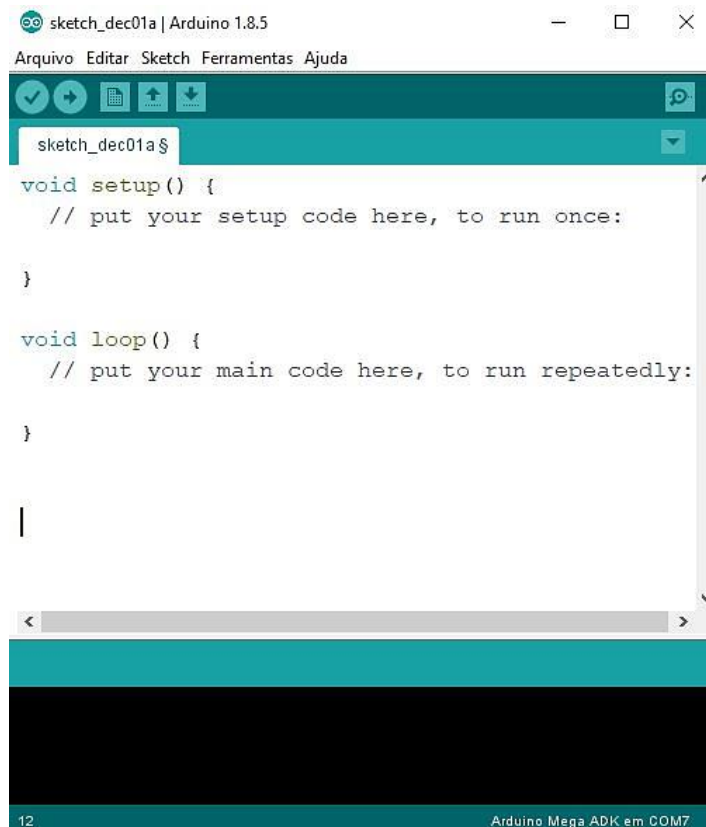 sketch_dec01a | Arduino 1.8.5
Arquivo Editar Sketch Ferramentas Ajuda
sketch_dec01a §
void setup() {
  // put your setup code here, to run once:
}
void loop() {
  // put your main code here, to run repeatedly:
}
12 Arduino Mega ADK em COM7